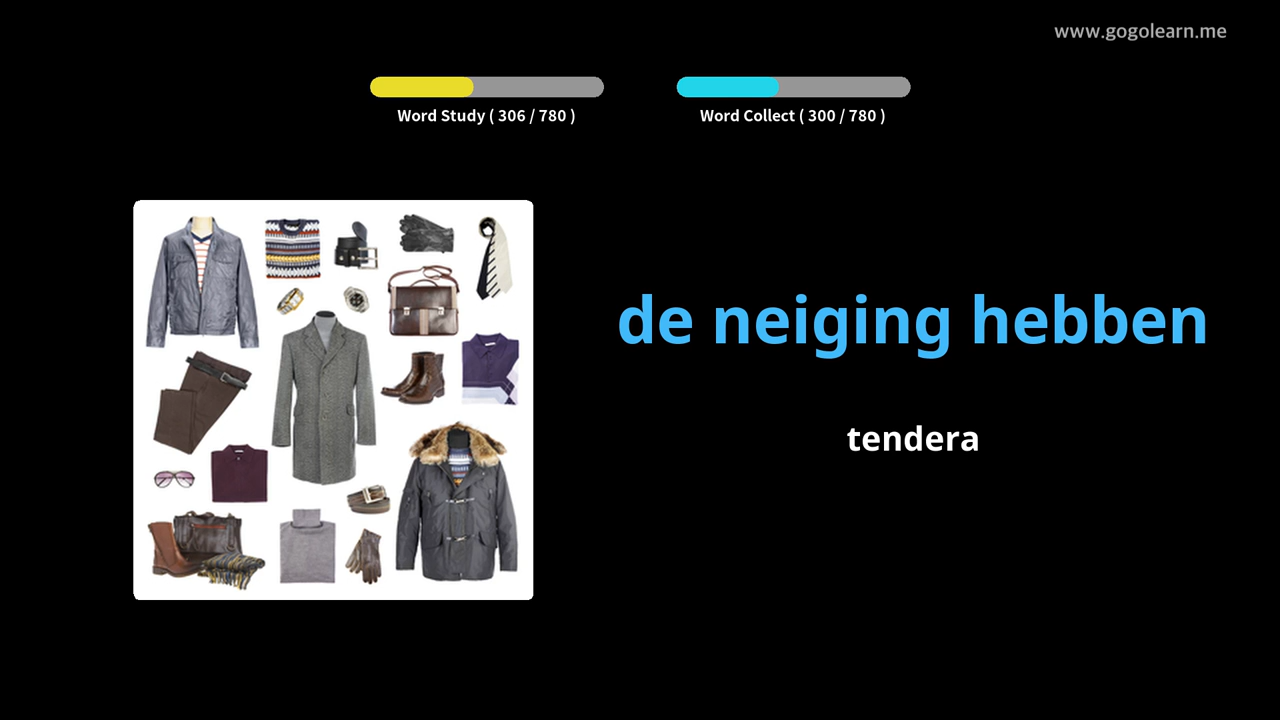 www.gogolearn.me
Word Study ( 306 / 780 )
Word Collect ( 300 / 780 )
de neiging hebben
tendera